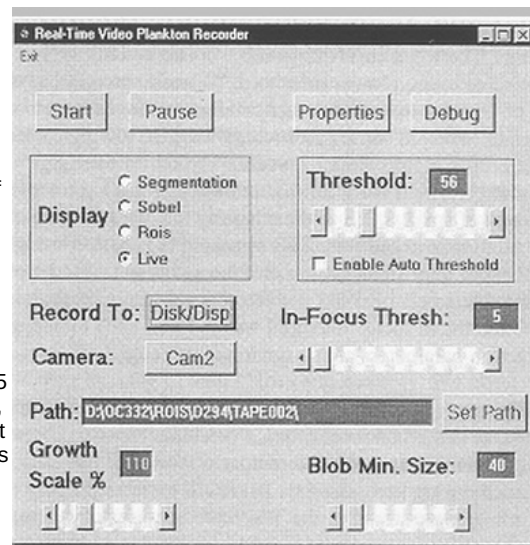 Real-Time Video Plankton Recorder
Exit
Start Pause Properties Debug
Display
Segmentation
Sobel
Rois
Live
Threshold: 56
Enable Auto Threshold
Record To: Disk/Disp
In-Focus Thresh: 5
Camera: Cam2
Path: D:\OC332\ROIS\D294\TAPE002\ Set Path
Growth
Scale % 110
Blob Min. Size: 40